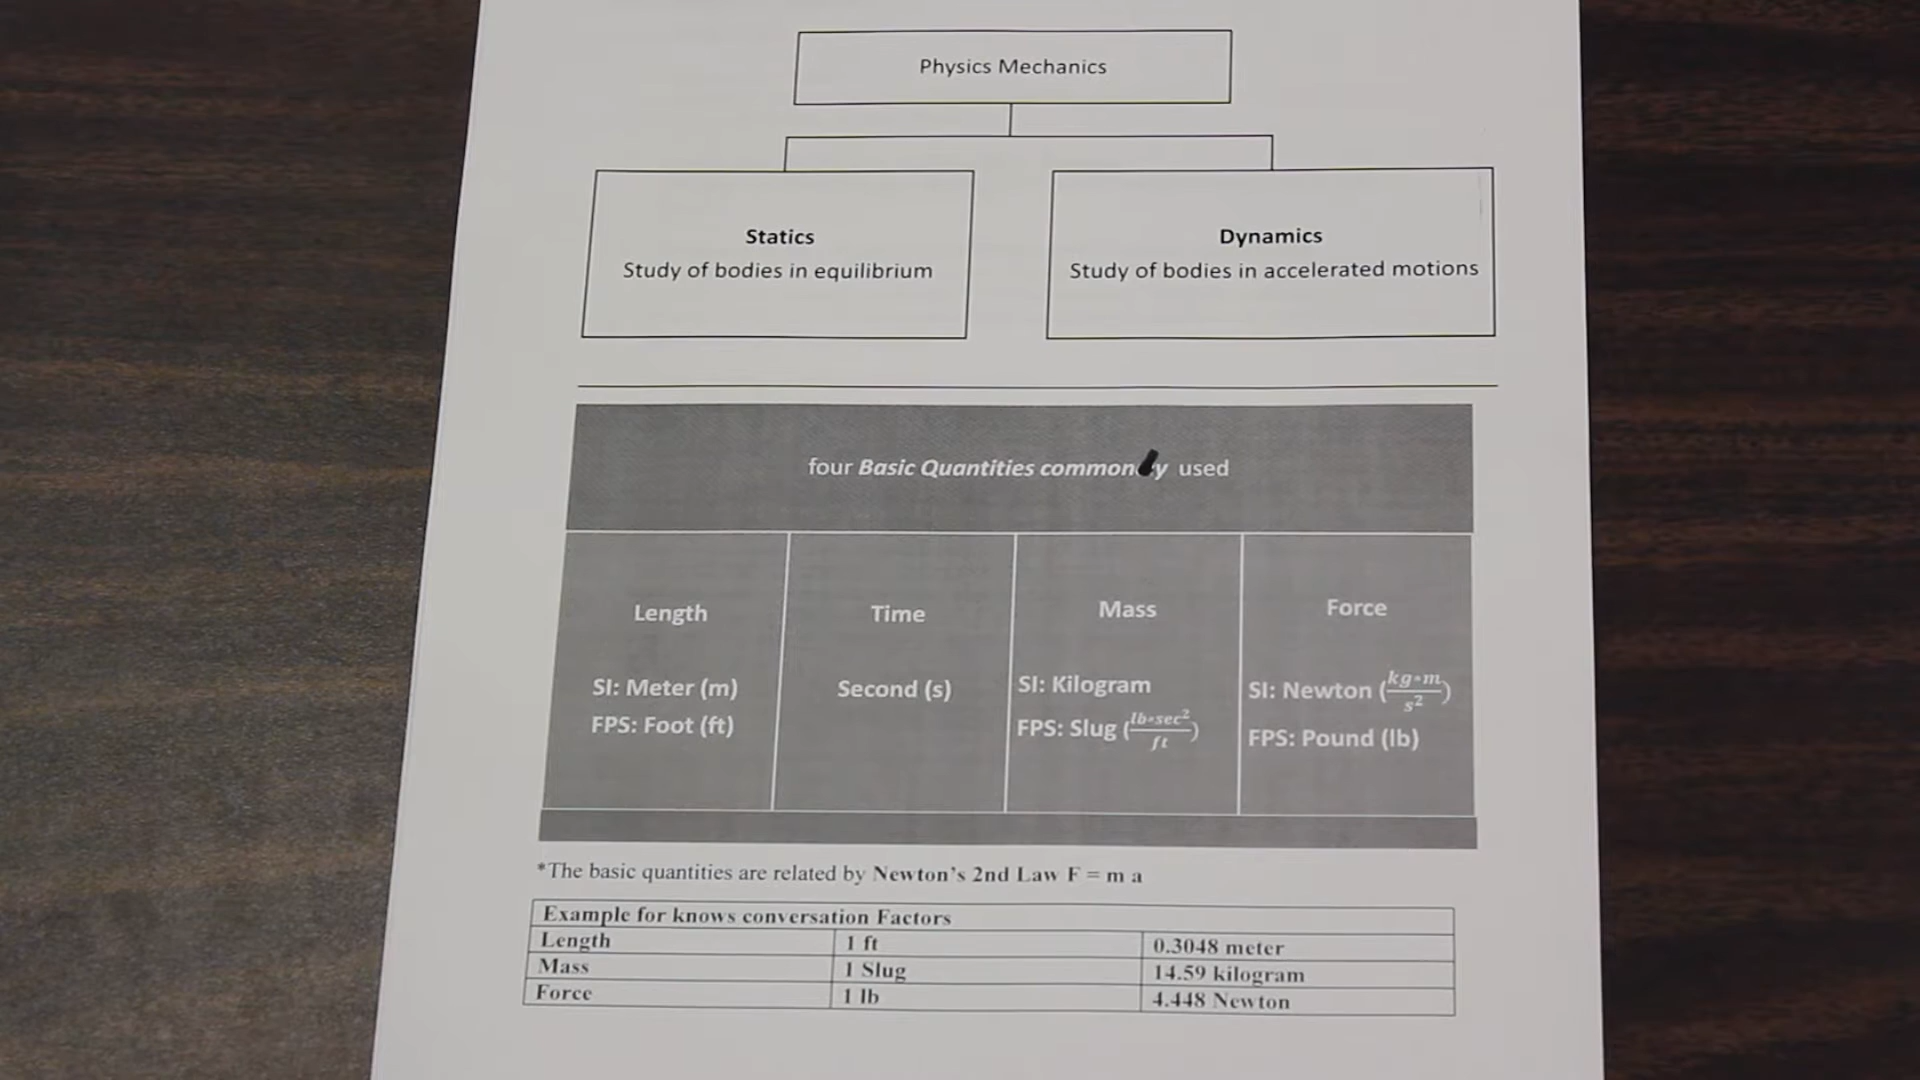 Physics Mechanics
Statics
Study of bodies in equilibrium
Dynamics
Study of bodies in accelerated motions
four Basic Quantities commonly used
Length
SI: Meter (m)
FPS: Foot (ft)
Time
Second (s)
Mass
SI: Kilogram
FPS: Slug (lb*sec²/ft)
Force
SI: Newton (kg*m/s²)
FPS: Pound (lb)
*The basic quantities are related by Newton's 2nd Law F = m a
Example for knows conversation Factors
Length 1 ft 0.3048 meter
Mass 1 Slug 14.59 kilogram
Force 1 lb 4.448 Newton